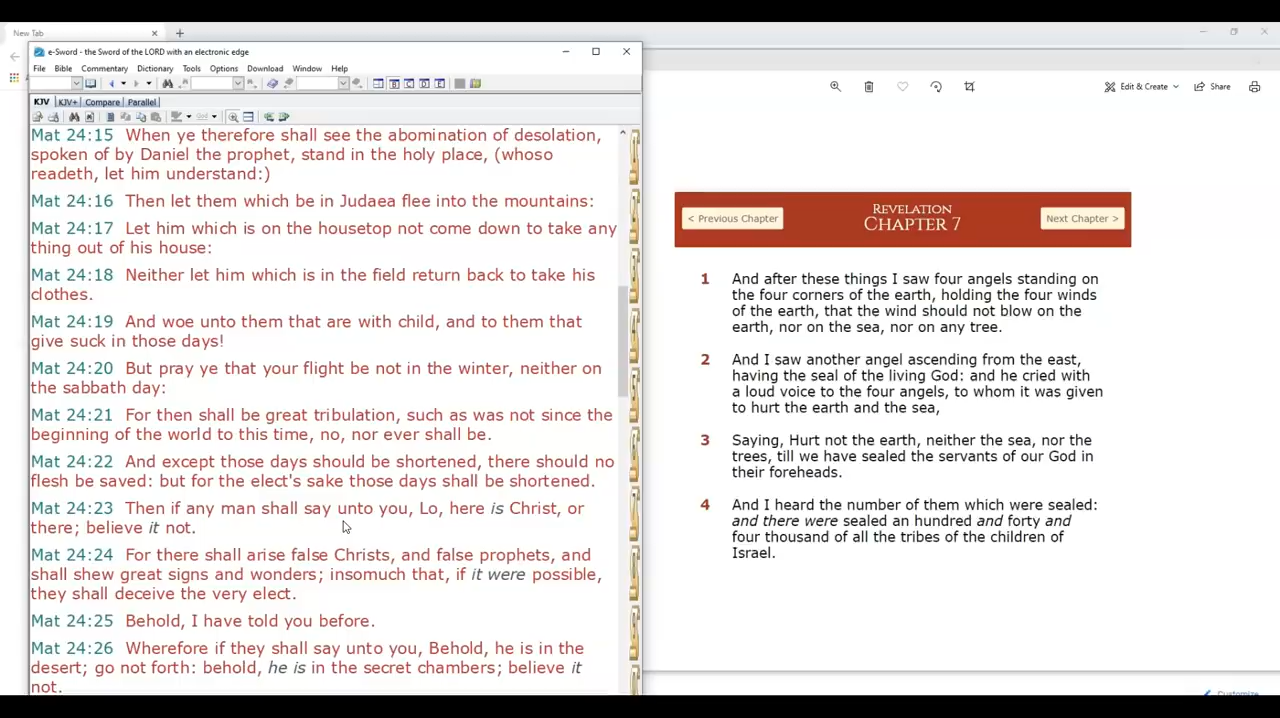 New Tab
e-Sword - the Sword of the LORD with an electronic edge
File Bible Commentary Dictionary Tools Options Download Window Help
KJV KJV+ Compare Parallel
Mat 24:15 When ye therefore shall see the abomination of desolation,
spoken of by Daniel the prophet, stand in the holy place, (whoso
readeth, let him understand:)
Mat 24:16 Then let them which be in Judaea flee into the mountains:
Mat 24:17 Let him which is on the housetop not come down to take any
thing out of his house:
Mat 24:18 Neither let him which is in the field return back to take his
clothes.
Mat 24:19 And woe unto them that are with child, and to them that
give suck in those days!
Mat 24:20 But pray ye that your flight be not in the winter, neither on
the sabbath day:
Mat 24:21 For then shall be great tribulation, such as was not since the
beginning of the world to this time, no, nor ever shall be.
Mat 24:22 And except those days should be shortened, there should no
flesh be saved: but for the elect's sake those days shall be shortened.
Mat 24:23 Then if any man shall say unto you, Lo, here is Christ, or
there; believe it not.
Mat 24:24 For there shall arise false Christs, and false prophets, and
shall shew great signs and wonders; insomuch that, if it were possible,
they shall deceive the very elect.
Mat 24:25 Behold, I have told you before.
Mat 24:26 Wherefore if they shall say unto you, Behold, he is in the
desert; go not forth: behold, he is in the secret chambers; believe it
not.
Edit & Create Share
< Previous Chapter
REVELATION
CHAPTER 7
Next Chapter >
1 And after these things I saw four angels standing on
the four corners of the earth, holding the four winds
of the earth, that the wind should not blow on the
earth, nor on the sea, nor on any tree.
2 And I saw another angel ascending from the east,
having the seal of the living God: and he cried with
a loud voice to the four angels, to whom it was given
to hurt the earth and the sea,
3 Saying, Hurt not the earth, neither the sea, nor the
trees, till we have sealed the servants of our God in
their foreheads.
4 And I heard the number of them which were sealed:
and there were sealed an hundred and forty and
four thousand of all the tribes of the children of
Israel.
Customize